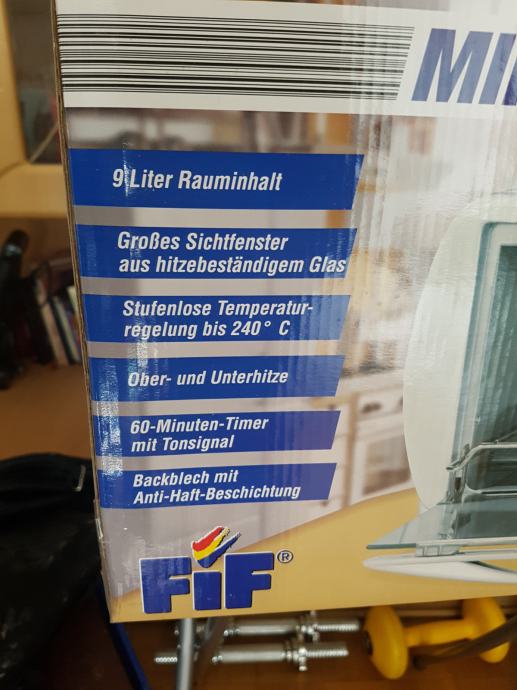 MI
9 Liter Rauminhalt
Großes Sichtfenster
aus hitzebeständigem Glas
Stufenlose Temperatur-
regelung bis 240° C
Ober- und Unterhitze
60-Minuten-Timer
mit Tonsignal
Backblech mit
Anti-Haft-Beschichtung
FiF®